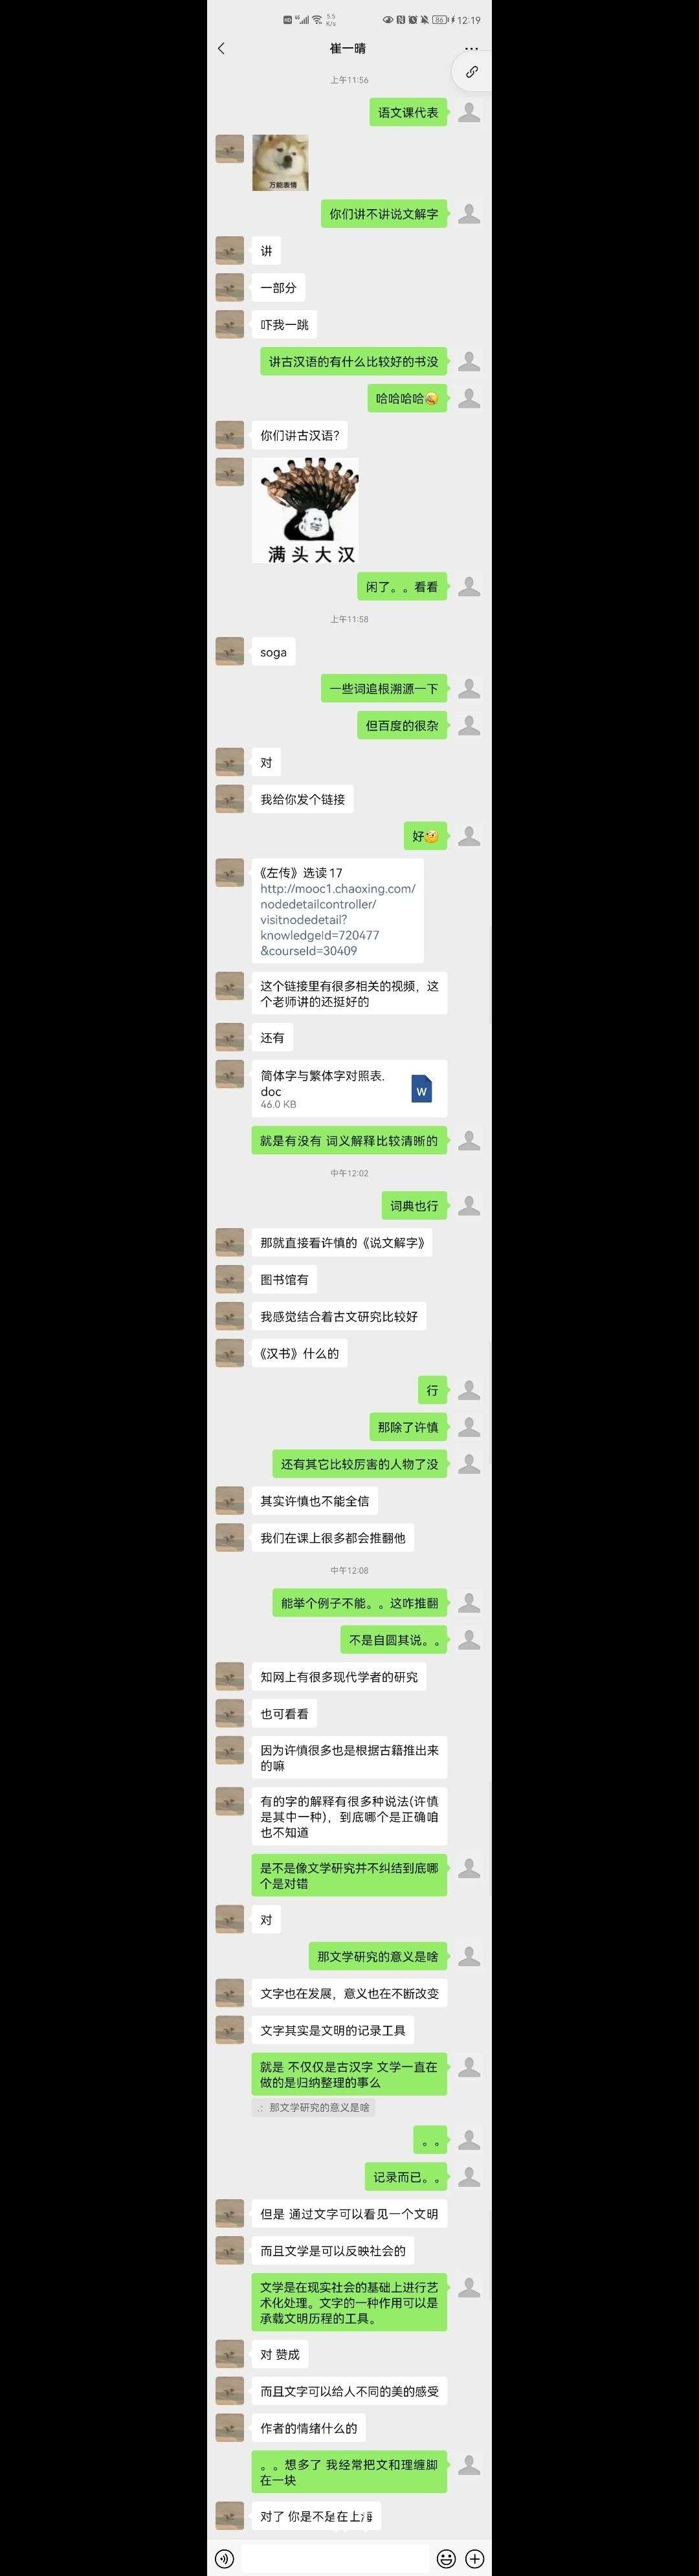 HD 5.5 K/s 86 12:19
崔一晴
上午11:56
语文课代表
万能表情
你们讲不讲说文解字
讲
一部分
吓我一跳
讲古汉语的有什么比较好的书没
哈哈哈哈
你们讲古汉语?
满头大汉
闲了。。看看
上午11:58
soga
一些词追根溯源一下
但百度的很杂
对
我给你发个链接
好
《左传》选读 17
http://mooc1.chaoxing.com/
nodedetailcontroller/
visitnodedetail?
knowledgeId=720477
&courseId=30409
这个链接里有很多相关的视频，这
个老师讲的还挺好的
还有
简体字与繁体字对照表.
doc
46.0 KB
W
就是有没有 词义解释比较清晰的
中午12:02
词典也行
那就直接看许慎的《说文解字》
图书馆有
我感觉结合着古文研究比较好
《汉书》什么的
行
那除了许慎
还有其它比较厉害的人物了没
其实许慎也不能全信
我们在课上很多都会推翻他
中午12:08
能举个例子不能。。这咋推翻
不是自圆其说。。
知网上有很多现代学者的研究
也可看看
因为许慎很多也是根据古籍推出来
的嘛
有的字的解释有很多种说法(许慎
是其中一种)，到底哪个是正确咱
也不知道
是不是像文学研究并不纠结到底哪
个是对错
对
那文学研究的意义是啥
文字也在发展，意义也在不断改变
文字其实是文明的记录工具
就是 不仅仅是古汉字 文学一直在
做的是归纳整理的事么
.：那文学研究的意义是啥
。。
记录而已。。
但是 通过文字可以看见一个文明
而且文学是可以反映社会的
文学是在现实社会的基础上进行艺
术化处理。文字的一种作用可以是
承载文明历程的工具。
对 赞成
而且文字可以给人不同的美的感受
作者的情绪什么的
。。想多了 我经常把文和理缠脚
在一块
对了 你是不是在上海